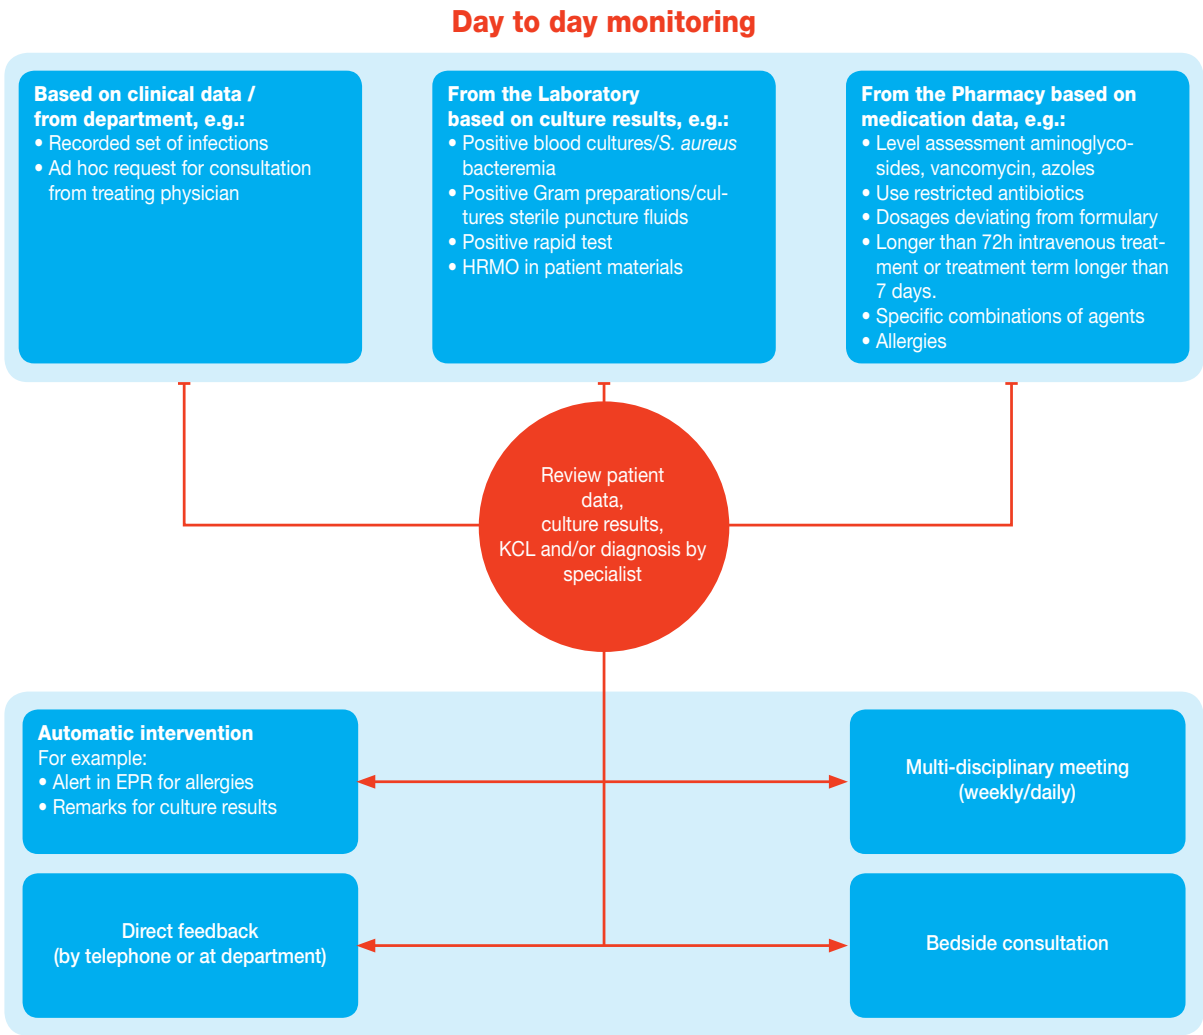 Day to day monitoring
Based on clinical data /
from department, e.g.:
• Recorded set of infections
• Ad hoc request for consultation
from treating physician
From the Laboratory
based on culture results, e.g.:
• Positive blood cultures/S. aureus
bacteremia
• Positive Gram preparations/cul-
tures sterile puncture fluids
• Positive rapid test
• HRMO in patient materials
From the Pharmacy based on
medication data, e.g.:
• Level assessment aminoglyco-
sides, vancomycin, azoles
• Use restricted antibiotics
• Dosages deviating from formulary
• Longer than 72h intravenous treat-
ment or treatment term longer than
7 days.
• Specific combinations of agents
• Allergies
Review patient
data,
culture results,
KCL and/or diagnosis by
specialist
Automatic intervention
For example:
• Alert in EPR for allergies
• Remarks for culture results
Multi-disciplinary meeting
(weekly/daily)
Direct feedback
(by telephone or at department)
Bedside consultation